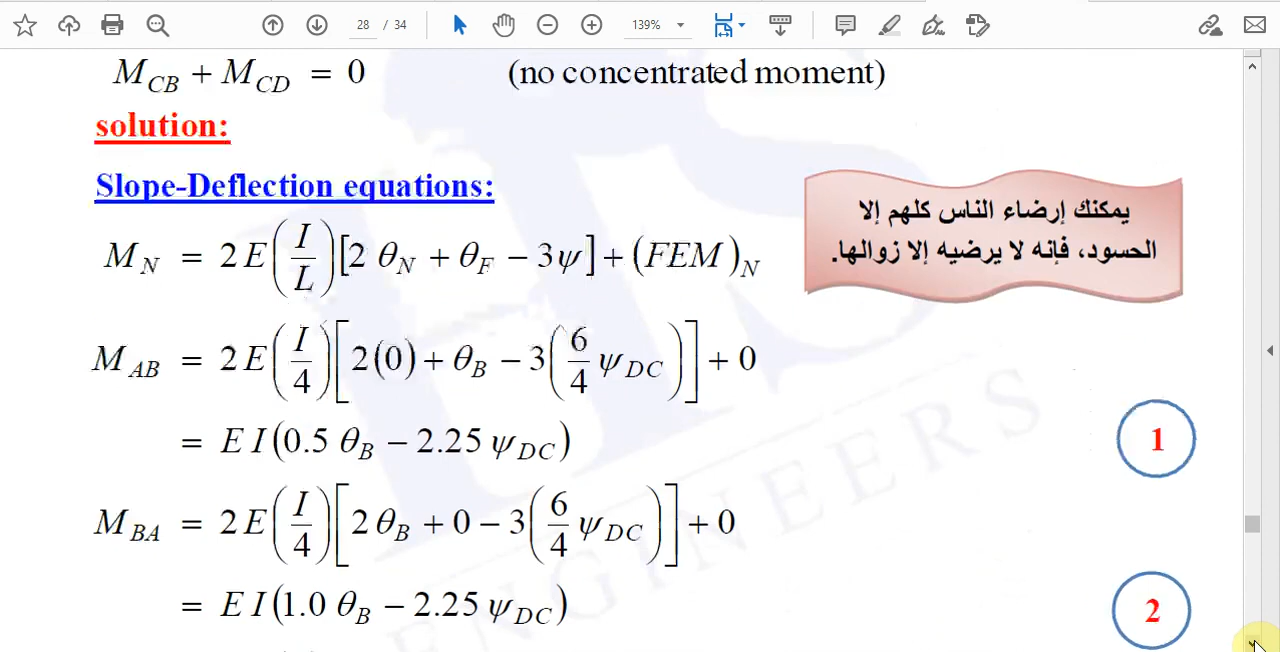 28 / 34
139%
M_CB + M_CD = 0 (no concentrated moment)
solution:
Slope-Deflection equations:
يمكنك إرضاء الناس كلهم إلا
الحسود، فإنه لا يرضيه إلا زوالها.
M_N = 2E(I/L)[2θ_N + θ_F − 3ψ] + (FEM)_N
M_AB = 2E(I/4)[2(0) + θ_B − 3(6/4 ψ_DC)] + 0
= EI(0.5 θ_B − 2.25 ψ_DC)
1
M_BA = 2E(I/4)[2θ_B + 0 − 3(6/4 ψ_DC)] + 0
= EI(1.0 θ_B − 2.25 ψ_DC)
2
ENGINEERS